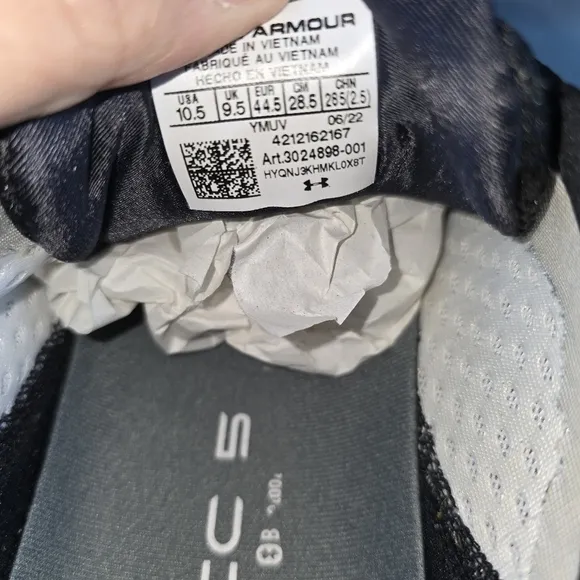 ARMOUR
MADE IN VIETNAM
FABRIQUÉ AU VIETNAM
HECHO EN VIETNAM
USA UK EUR CM CHN
10.5 9.5 44.5 28.5 265(2.5)
YMUV 06/22
4212162167
Art.3024898-001
HYQNJ3KHMKL0X8T